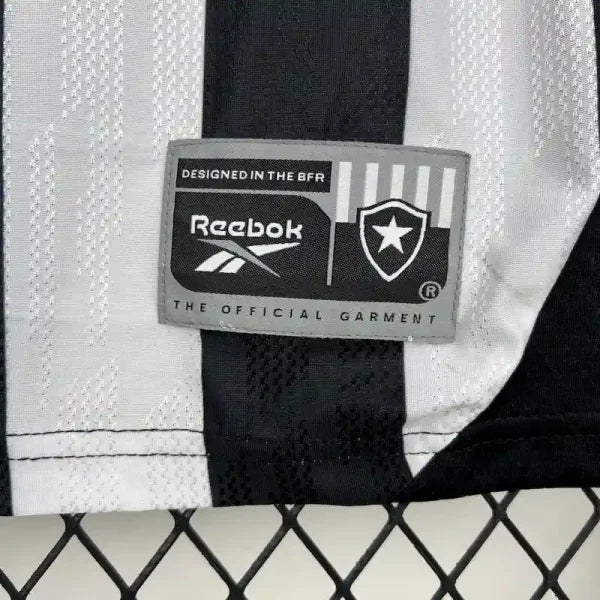 DESIGNED IN THE BFR
Reebok
®
THE OFFICIAL GARMENT